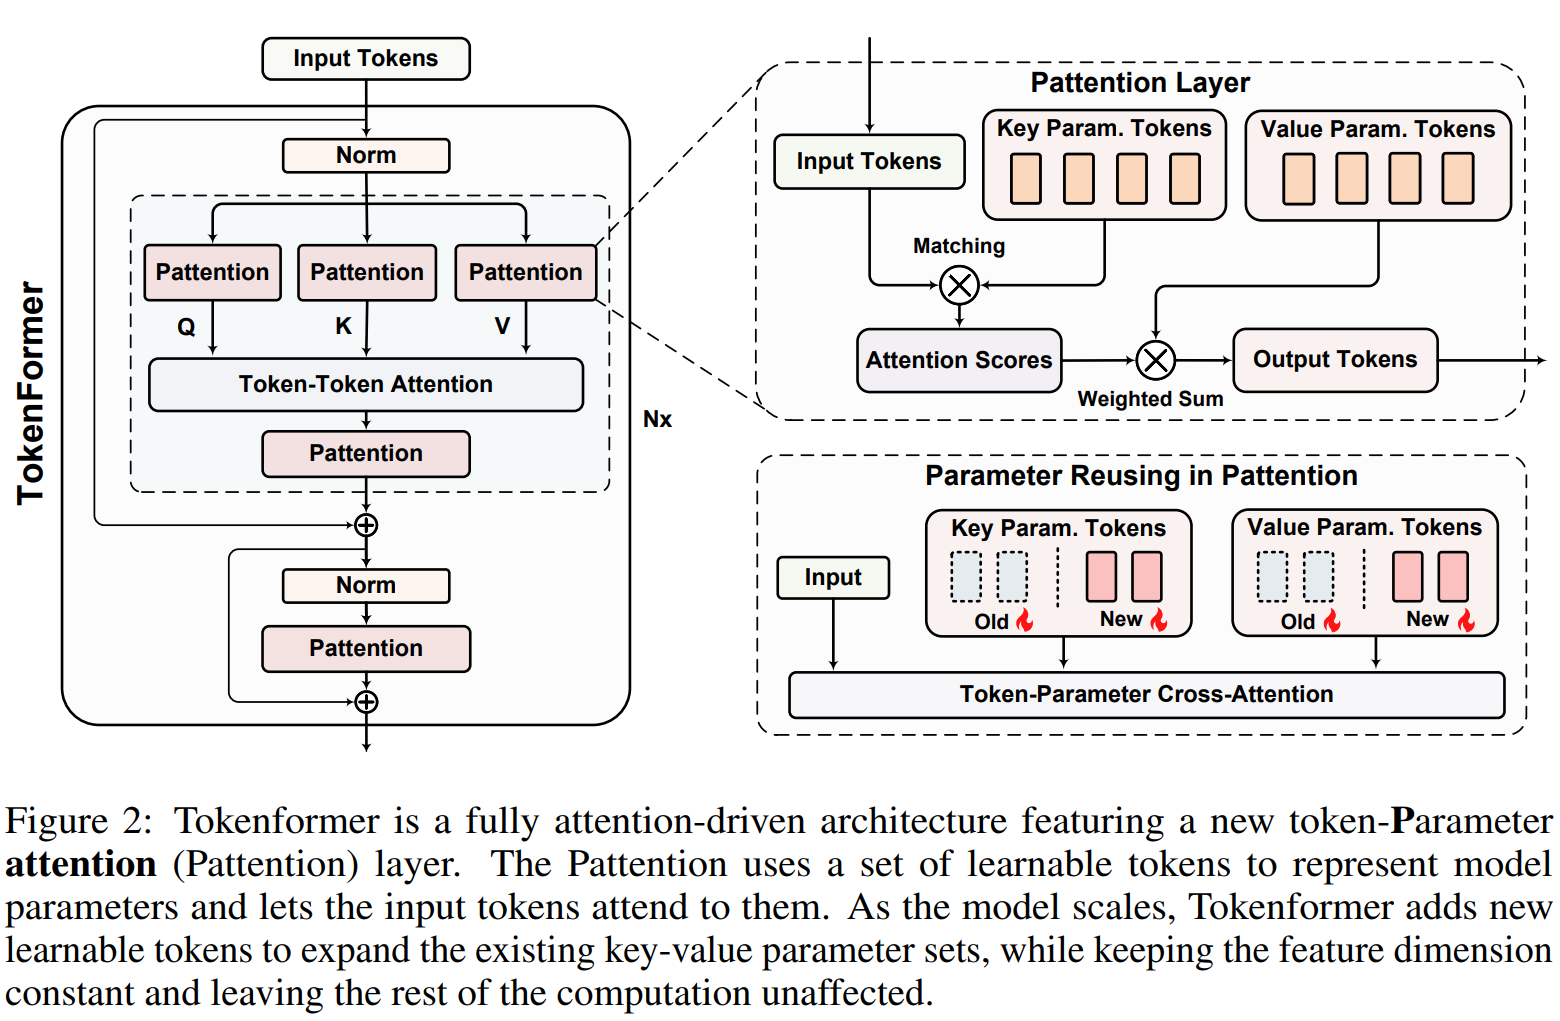 Input Tokens
TokenFormer
Norm
Pattention
Pattention
Pattention
Q
K
V
Token-Token Attention
Pattention
Nx
Norm
Pattention
Pattention Layer
Input Tokens
Key Param. Tokens
Value Param. Tokens
Matching
Attention Scores
Weighted Sum
Output Tokens
Parameter Reusing in Pattention
Input
Key Param. Tokens
Old
New
Value Param. Tokens
Old
New
Token-Parameter Cross-Attention
Figure 2: Tokenformer is a fully attention-driven architecture featuring a new token-Parameter
attention (Pattention) layer. The Pattention uses a set of learnable tokens to represent model
parameters and lets the input tokens attend to them. As the model scales, Tokenformer adds new
learnable tokens to expand the existing key-value parameter sets, while keeping the feature dimension
constant and leaving the rest of the computation unaffected.